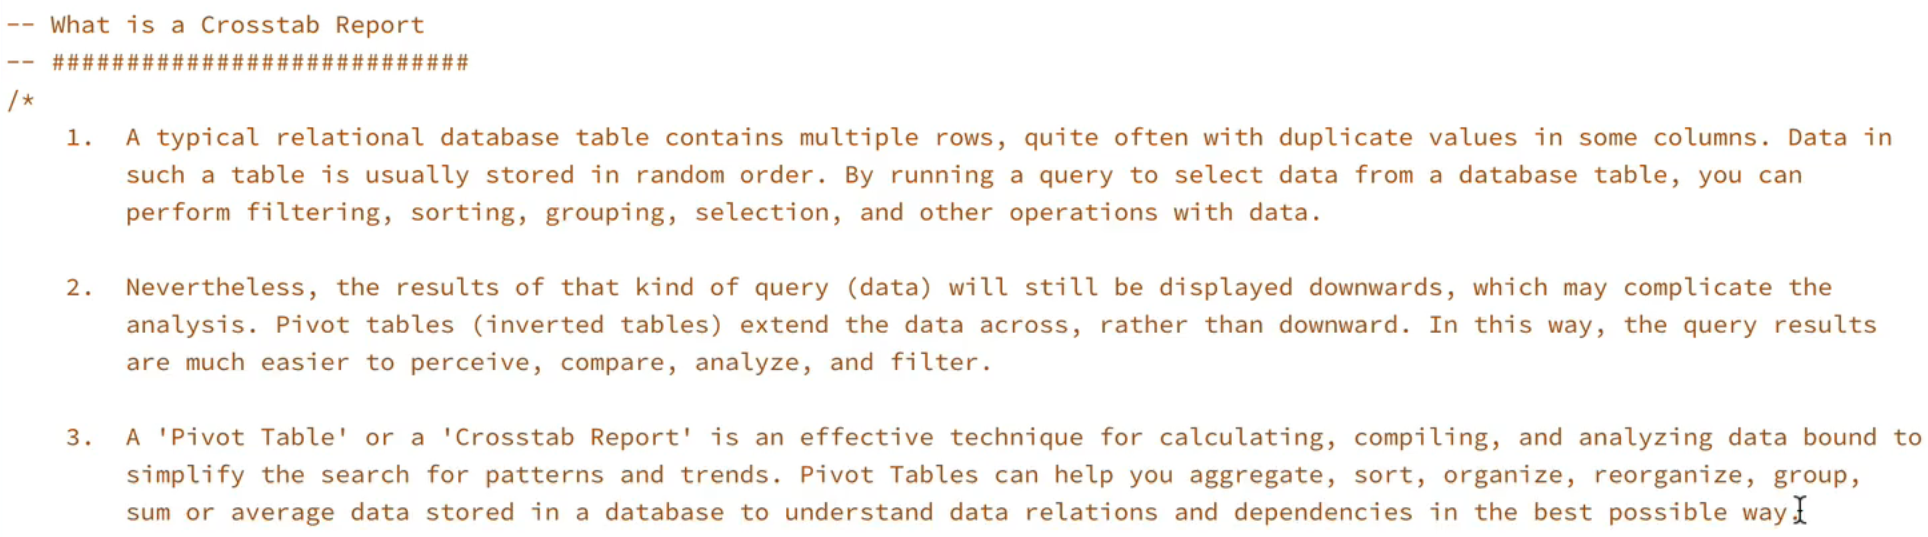 -- What is a Crosstab Report
-- ############################
/*
1. A typical relational database table contains multiple rows, quite often with duplicate values in some columns. Data in
such a table is usually stored in random order. By running a query to select data from a database table, you can
perform filtering, sorting, grouping, selection, and other operations with data.
2. Nevertheless, the results of that kind of query (data) will still be displayed downwards, which may complicate the
analysis. Pivot tables (inverted tables) extend the data across, rather than downward. In this way, the query results
are much easier to perceive, compare, analyze, and filter.
3. A 'Pivot Table' or a 'Crosstab Report' is an effective technique for calculating, compiling, and analyzing data bound to
simplify the search for patterns and trends. Pivot Tables can help you aggregate, sort, organize, reorganize, group,
sum or average data stored in a database to understand data relations and dependencies in the best possible way.